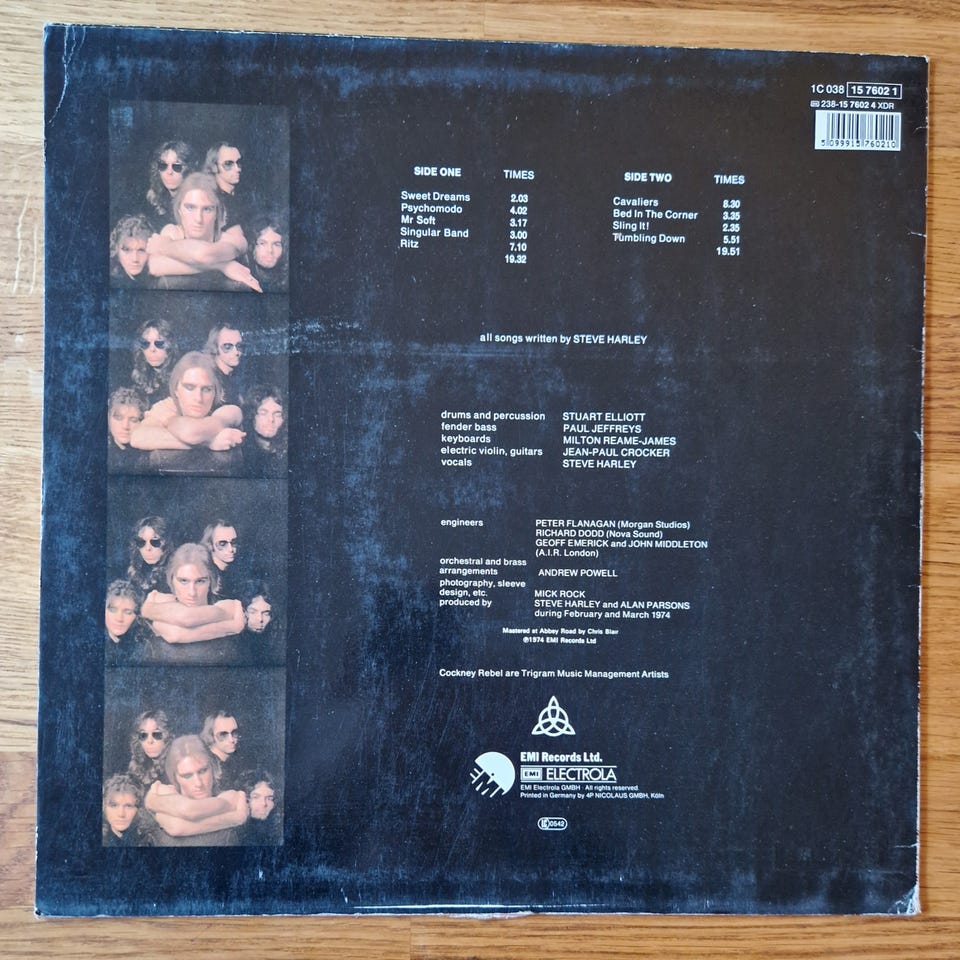 1C 038 15 7602 1
238-15 7602 4 XDR
5 099915 760210
SIDE ONE TIMES
Sweet Dreams 2.03
Psychomodo 4.02
Mr Soft 3.17
Singular Band 3.00
Ritz 7.10
19.32
SIDE TWO TIMES
Cavaliers 8.30
Bed In The Corner 3.35
Sling It! 2.35
Tumbling Down 5.51
19.51
all songs written by STEVE HARLEY
drums and percussion STUART ELLIOTT
fender bass PAUL JEFFREYS
keyboards MILTON REAME-JAMES
electric violin, guitars JEAN-PAUL CROCKER
vocals STEVE HARLEY
engineers PETER FLANAGAN (Morgan Studios)
RICHARD DODD (Nova Sound)
GEOFF EMERICK and JOHN MIDDLETON
(A.I.R. London)
orchestral and brass
arrangements ANDREW POWELL
photography, sleeve
design, etc. MICK ROCK
produced by STEVE HARLEY and ALAN PARSONS
during February and March 1974
Mastered at Abbey Road by Chris Blair
℗1974 EMI Records Ltd
Cockney Rebel are Trigram Music Management Artists
EMI Records Ltd.
EMI ELECTROLA
EMI Electrola GMBH · All rights reserved.
Printed in Germany by 4P NICOLAUS GMBH, Köln
LC 0542